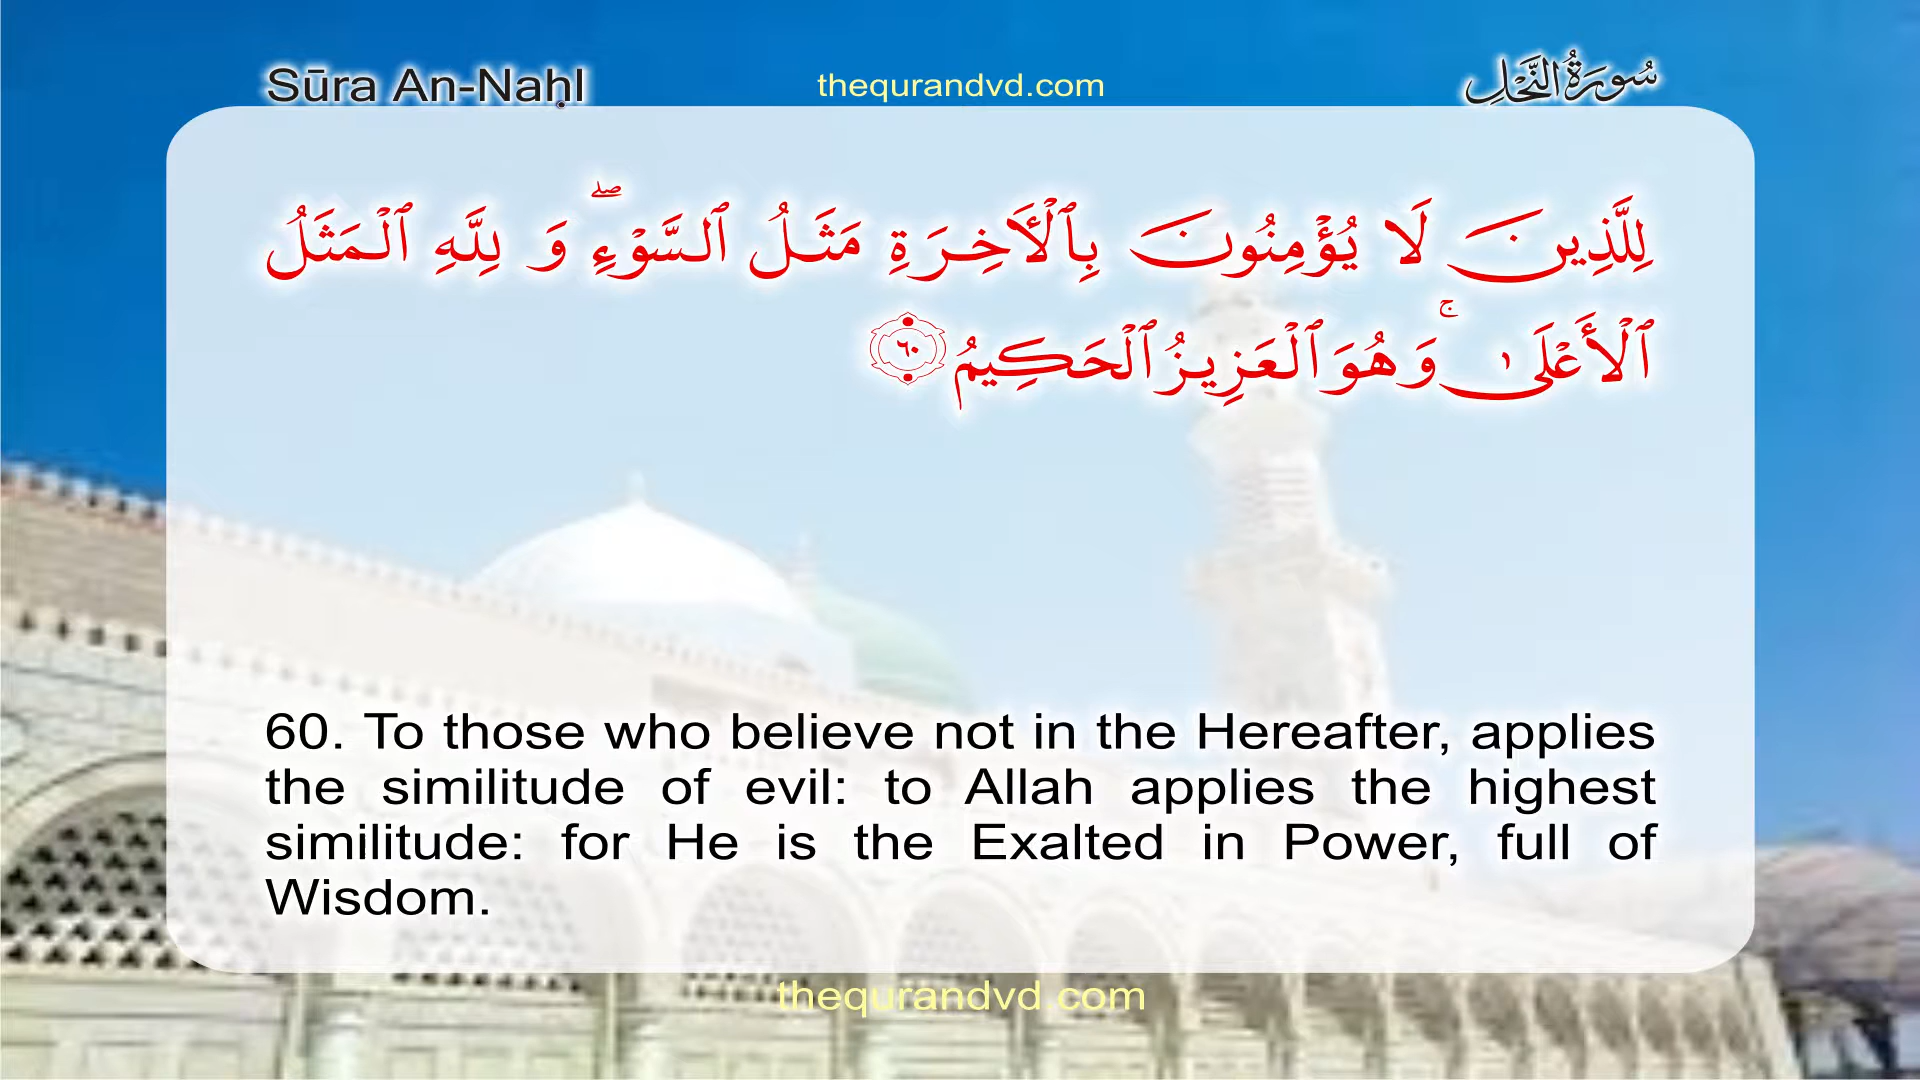 Sūra An-Naḥl
thequrandvd.com
سُورَةُ النَّحْلِ
لِلَّذِينَ لَا يُؤْمِنُونَ بِٱلْأَخِرَةِ مَثَلُ ٱلسَّوْءِ ۖ وَ لِلَّهِ ٱلْمَثَلُ
ٱلْأَعْلَىٰ ۚ وَهُوَ ٱلْعَزِيزُ ٱلْحَكِيمُ ٦٠
60. To those who believe not in the Hereafter, applies
the similitude of evil: to Allah applies the highest
similitude: for He is the Exalted in Power, full of
Wisdom.
thequrandvd.com